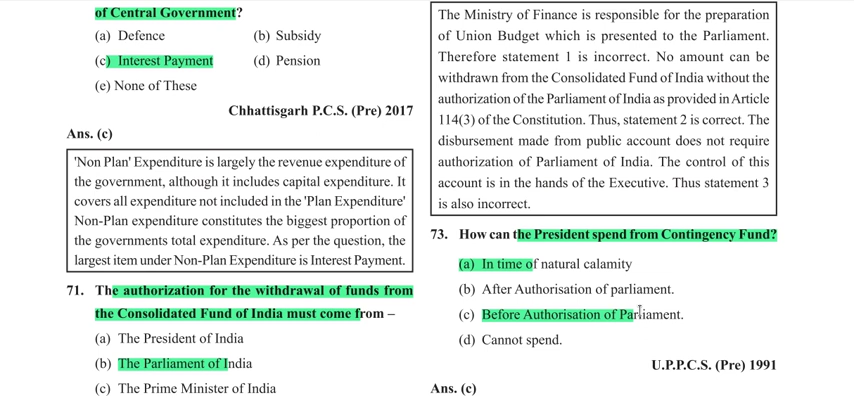 of Central Government?
(a) Defence (b) Subsidy
(c) Interest Payment (d) Pension
(e) None of These
Chhattisgarh P.C.S. (Pre) 2017
Ans. (c)
'Non Plan' Expenditure is largely the revenue expenditure of
the government, although it includes capital expenditure. It
covers all expenditure not included in the 'Plan Expenditure'
Non-Plan expenditure constitutes the biggest proportion of
the governments total expenditure. As per the question, the
largest item under Non-Plan Expenditure is Interest Payment.
71. The authorization for the withdrawal of funds from
the Consolidated Fund of India must come from –
(a) The President of India
(b) The Parliament of India
(c) The Prime Minister of India
The Ministry of Finance is responsible for the preparation
of Union Budget which is presented to the Parliament.
Therefore statement 1 is incorrect. No amount can be
withdrawn from the Consolidated Fund of India without the
authorization of the Parliament of India as provided in Article
114(3) of the Constitution. Thus, statement 2 is correct. The
disbursement made from public account does not require
authorization of Parliament of India. The control of this
account is in the hands of the Executive. Thus statement 3
is also incorrect.
73. How can the President spend from Contingency Fund?
(a) In time of natural calamity
(b) After Authorisation of parliament.
(c) Before Authorisation of Parliament.
(d) Cannot spend.
U.P.P.C.S. (Pre) 1991
Ans. (c)